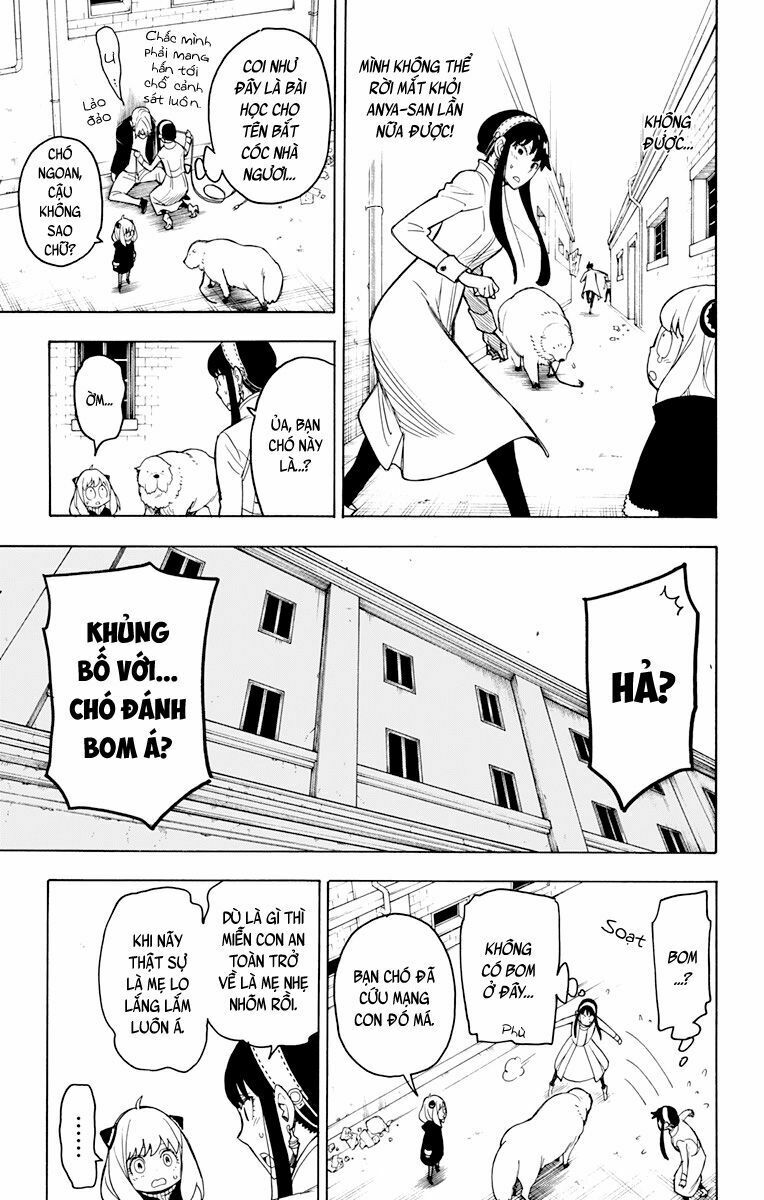 KHÔNG
ĐƯỢC...
MÌNH KHÔNG THỂ
RỜI MẮT KHỎI
ANYA-SAN LẦN
NỮA ĐƯỢC!
COI NHƯ
ĐÂY LÀ BÀI
HỌC CHO
TÊN BẮT
CÓC NHÀ
NGƯƠI...
Chắc mình
phải mang
hắn tới
chỗ cảnh
sát luôn.
Ư
...
Lảo
đảo
CHÓ
NGOAN,
CẬU
KHÔNG
SAO
CHỮ?
ỦA, BẠN
CHÓ NÀY
LÀ...?
ỜM...
HẢ?
KHỦNG
BỐ VỚI...
CHÓ ĐÁNH
BOM Á?
BOM
...?
Soạt
KHÔNG
CÓ BOM
Ở ĐÂY...
Phù
BẠN CHÓ ĐÃ
CỨU MẠNG
CON ĐÓ MÁ.
DÙ LÀ GÌ THÌ
MIỄN CON AN
TOÀN TRỞ
VỀ LÀ MẸ NHẸ
NHÕM RỒI.
KHI NÃY
THẬT SỰ
LÀ MẸ LO
LẮNG LẮM
LUÔN Á.
......